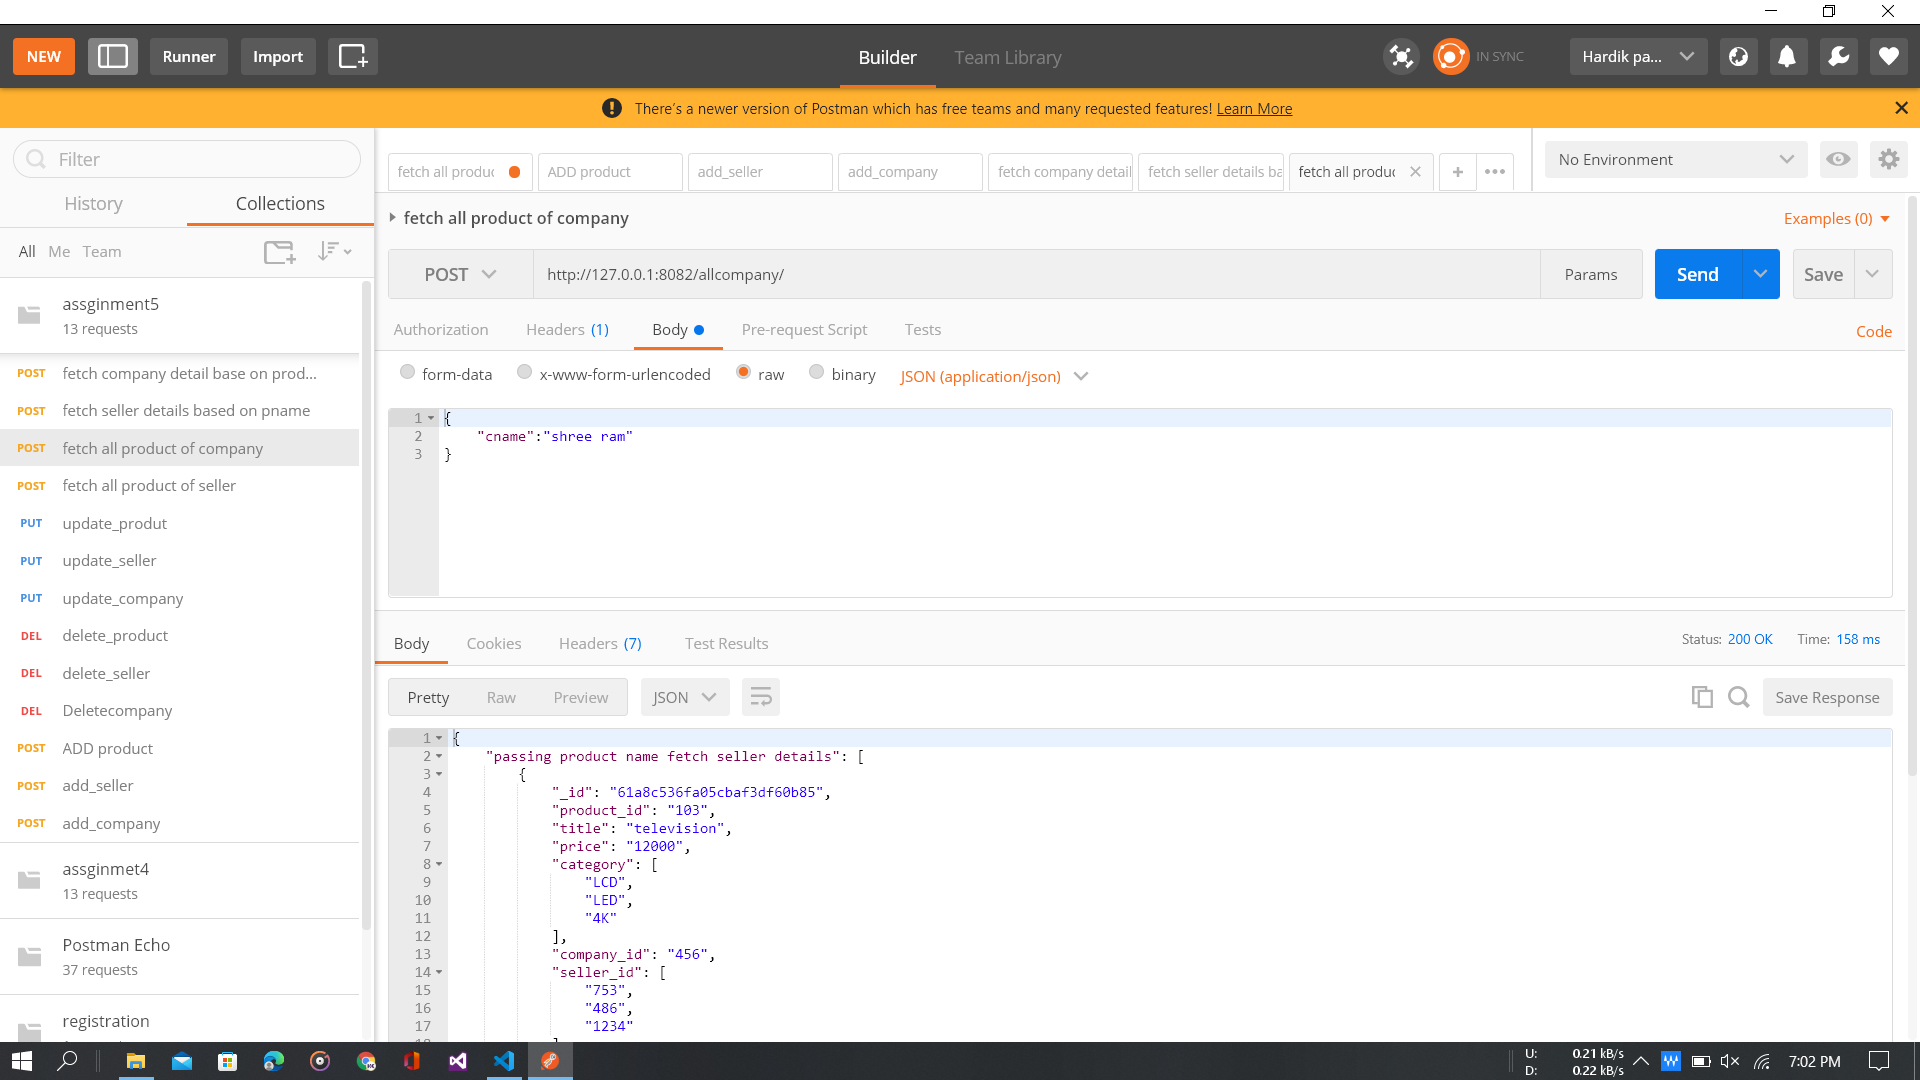 NEW
Runner
Import
Builder
Team Library
IN SYNC
Hardik pa...
There's a newer version of Postman which has free teams and many requested features! Learn More
Filter
History
Collections
All Me Team
assginment5
13 requests
POST fetch company detail base on prod...
POST fetch seller details based on pname
POST fetch all product of company
POST fetch all product of seller
PUT update_produt
PUT update_seller
PUT update_company
DEL delete_product
DEL delete_seller
DEL Deletecompany
POST ADD product
POST add_seller
POST add_company
assginmet4
13 requests
Postman Echo
37 requests
registration
fetch all produc
ADD product
add_seller
add_company
fetch company detail
fetch seller details ba
fetch all produc
No Environment
fetch all product of company
Examples (0)
POST
http://127.0.0.1:8082/allcompany/
Params
Send
Save
Authorization
Headers (1)
Body
Pre-request Script
Tests
Code
form-data
x-www-form-urlencoded
raw
binary
JSON (application/json)
1 {
2 "cname":"shree ram"
3 }
Body
Cookies
Headers (7)
Test Results
Status: 200 OK
Time: 158 ms
Pretty
Raw
Preview
JSON
Save Response
1 {
2 "passing product name fetch seller details": [
3 {
4 "_id": "61a8c536fa05cbaf3df60b85",
5 "product_id": "103",
6 "title": "television",
7 "price": "12000",
8 "category": [
9 "LCD",
10 "LED",
11 "4K"
12 ],
13 "company_id": "456",
14 "seller_id": [
15 "753",
16 "486",
17 "1234"
U: 0.21 kB/s
D: 0.22 kB/s
7:02 PM